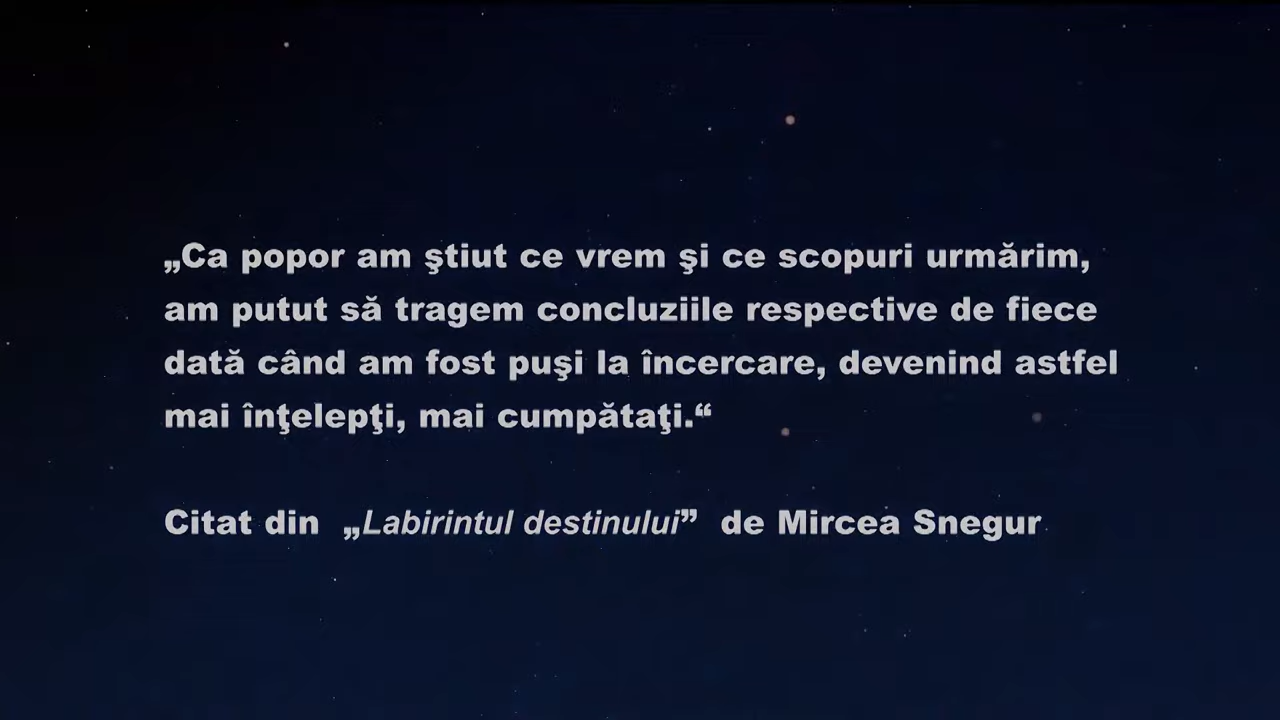 „Ca popor am ştiut ce vrem şi ce scopuri urmărim,
am putut să tragem concluziile respective de fiece
dată când am fost puşi la încercare, devenind astfel
mai înţelepţi, mai cumpătaţi.“
Citat din „Labirintul destinului” de Mircea Snegur